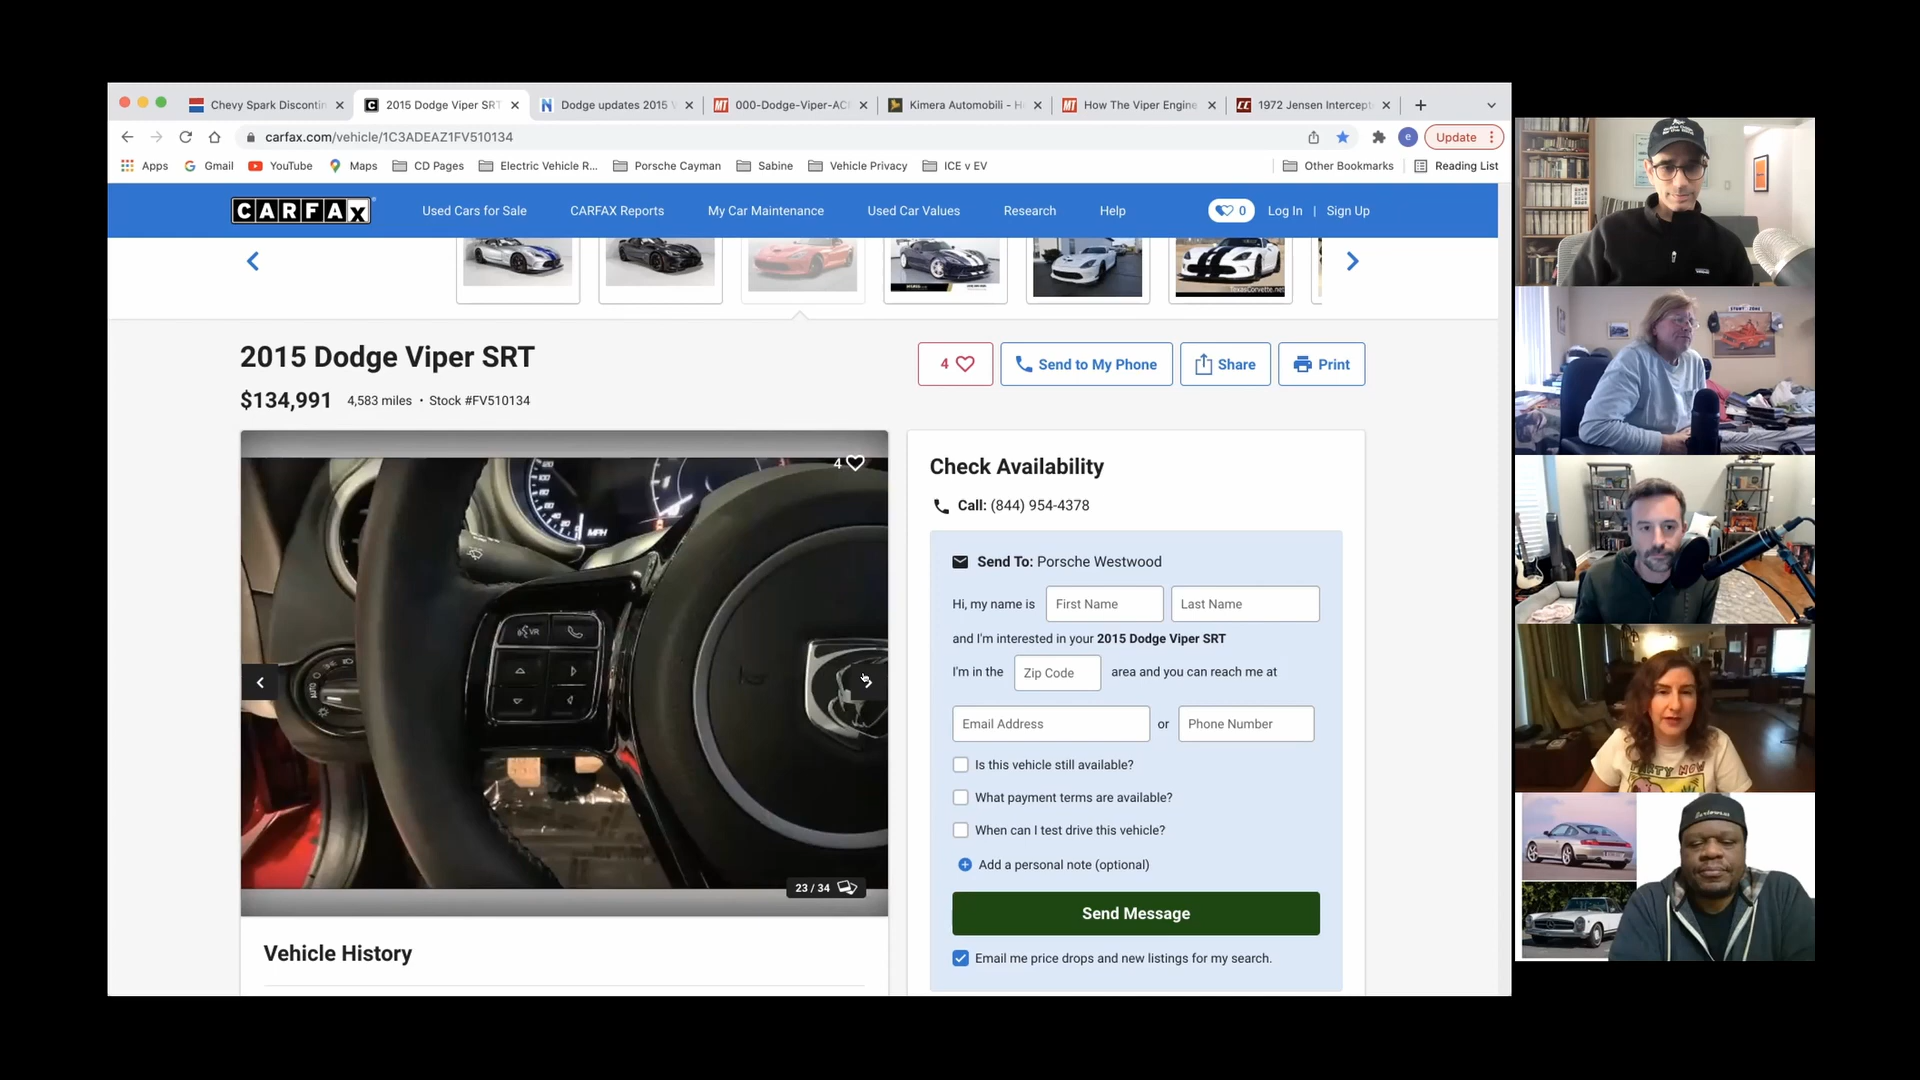 Chevy Spark Discontin
2015 Dodge Viper SRT
Dodge updates 2015 V
000-Dodge-Viper-AC
Kimera Automobili - H
How The Viper Engine
1972 Jensen Intercept
carfax.com/vehicle/1C3ADEAZ1FV510134
e
Update
Apps
Gmail
YouTube
Maps
CD Pages
Electric Vehicle R...
Porsche Cayman
Sabine
Vehicle Privacy
ICE v EV
Other Bookmarks
Reading List
CARFAX
Used Cars for Sale
CARFAX Reports
My Car Maintenance
Used Car Values
Research
Help
0
Log In | Sign Up
TexasCorvette.net
2015 Dodge Viper SRT
4
Send to My Phone
Share
Print
$134,991 4,583 miles • Stock #FV510134
4
MPH
VR
AUTO
23 / 34
Vehicle History
Check Availability
Call: (844) 954-4378
Send To: Porsche Westwood
Hi, my name is First Name Last Name
and I'm interested in your 2015 Dodge Viper SRT
I'm in the Zip Code area and you can reach me at
Email Address or Phone Number
Is this vehicle still available?
What payment terms are available?
When can I test drive this vehicle?
Add a personal note (optional)
Send Message
Email me price drops and new listings for my search.
PARTY NOW